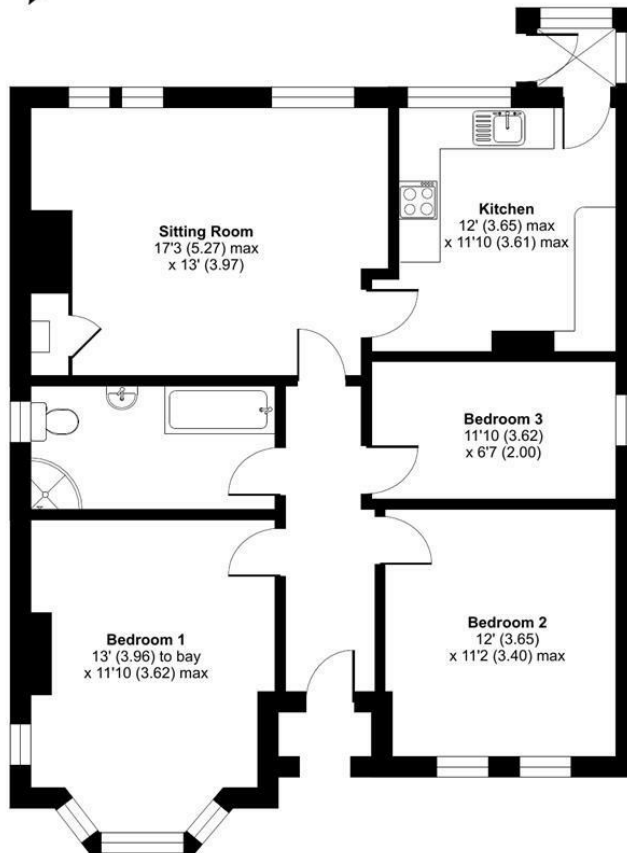 Sitting Room
17'3 (5.27) max
x 13' (3.97)
Kitchen
12' (3.65) max
x 11'10 (3.61) max
Bedroom 3
11'10 (3.62)
x 6'7 (2.00)
Bedroom 1
13' (3.96) to bay
x 11'10 (3.62) max
Bedroom 2
12' (3.65)
x 11'2 (3.40) max